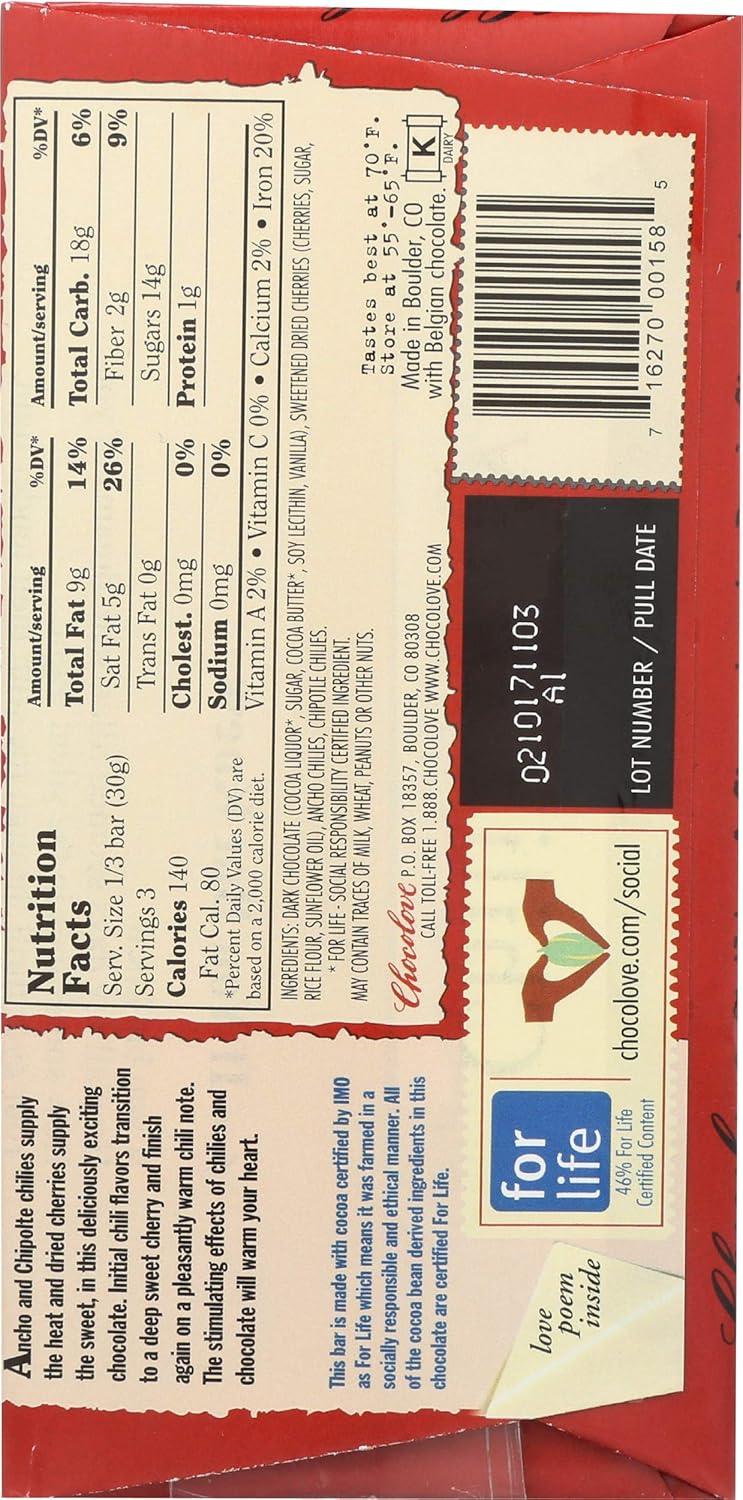 Ancho and Chipolte chilies supply
the heat and dried cherries supply
the sweet, in this deliciously exciting
chocolate. Initial chili flavors transition
to a deep sweet cherry and finish
again on a pleasantly warm chili note.
The stimulating effects of chilies and
chocolate will warm your heart.
This bar is made with cocoa certified by IMO
as For Life which means it was farmed in a
socially responsible and ethical manner. All
of the cocoa bean derived ingredients in this
chocolate are certified For Life.
love
poem
inside
Nutrition
Facts
Serv. Size 1/3 bar (30g)
Servings 3
Calories 140
Fat Cal. 80
*Percent Daily Values (DV) are
based on a 2,000 calorie diet.
Amount/serving %DV* Amount/serving %DV*
Total Fat 9g 14% Total Carb. 18g 6%
Sat Fat 5g 26% Fiber 2g 9%
Trans Fat 0g Sugars 14g
Cholest. 0mg 0% Protein 1g
Sodium 0mg 0%
Vitamin A 2% • Vitamin C 0% • Calcium 2% • Iron 20%
INGREDIENTS: DARK CHOCOLATE (COCOA LIQUOR*, SUGAR, COCOA BUTTER*, SOY LECITHIN, VANILLA), SWEETENED DRIED CHERRIES (CHERRIES, SUGAR,
RICE FLOUR, SUNFLOWER OIL), ANCHO CHILIES, CHIPOTLE CHILIES.
* FOR LIFE - SOCIAL RESPONSIBILITY CERTIFIED INGREDIENT.
MAY CONTAIN TRACES OF MILK, WHEAT, PEANUTS OR OTHER NUTS.
Tastes best at 70°F.
Store at 55°-65°F.
Made in Boulder, CO
with Belgian chocolate.
K
DAIRY
Chocolove P.O. BOX 18357, BOULDER, CO 80308
CALL TOLL-FREE 1.888.CHOCOLOVE WWW.CHOCOLOVE.COM
for
life
46% For Life
Certified Content
chocolove.com/social
0210171103
A1
LOT NUMBER / PULL DATE
7 16270 00158 5